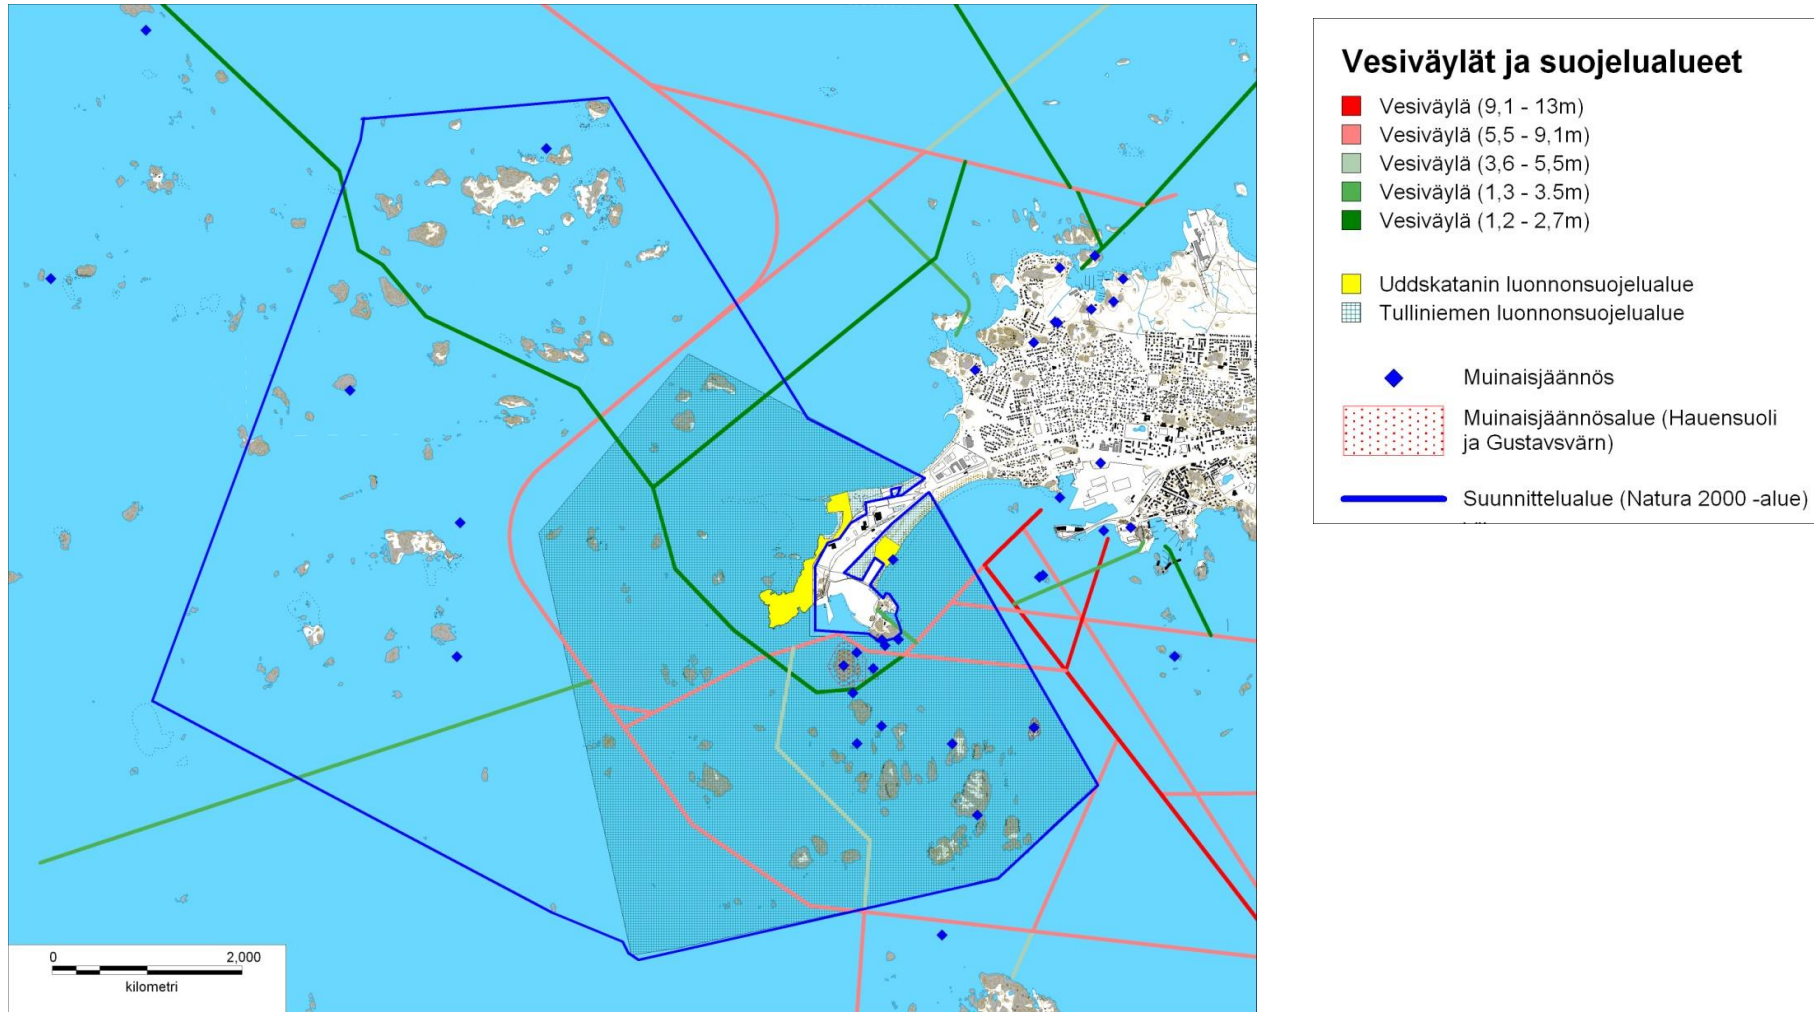 Vesiväylät ja suojelualueet
Vesiväylä (9,1 - 13m)
Vesiväylä (5,5 - 9,1m)
Vesiväylä (3,6 - 5,5m)
Vesiväylä (1,3 - 3.5m)
Vesiväylä (1,2 - 2,7m)
Uddskatanin luonnonsuojelualue
Tulliniemen luonnonsuojelualue
Muinaisjäännös
Muinaisjäännösalue (Hauensuoli
ja Gustavsvärn)
Suunnittelualue (Natura 2000 -alue)
0 2,000
kilometri